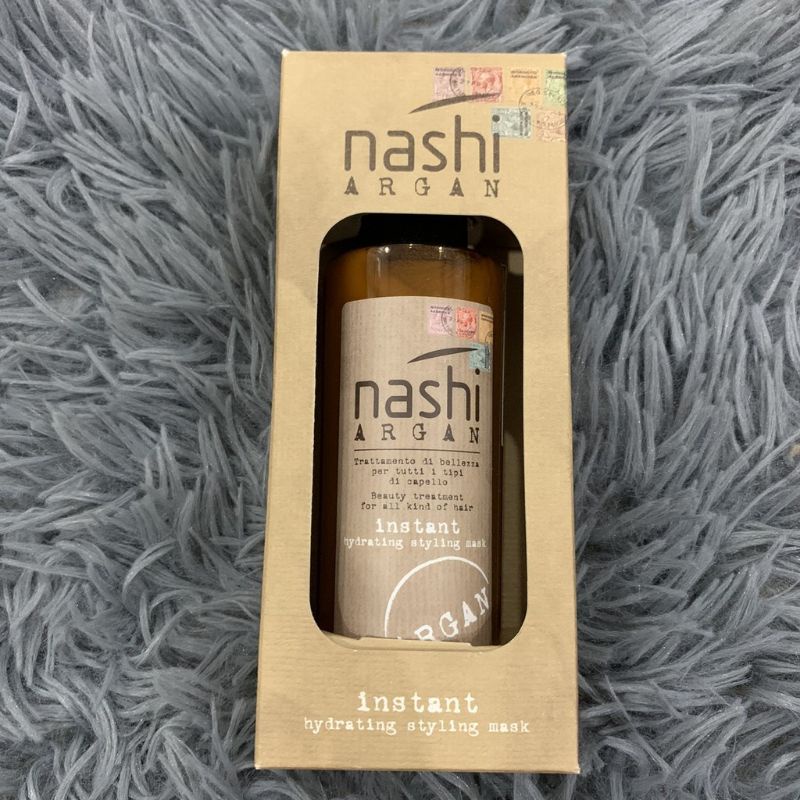 nashi
ARGAN
nashi
ARGAN
Trattamento di bellezza
per tutti i tipi
di capello
Beauty treatment
for all kind of hair
instant
hydrating styling mask
ARGAN
instant
hydrating styling mask